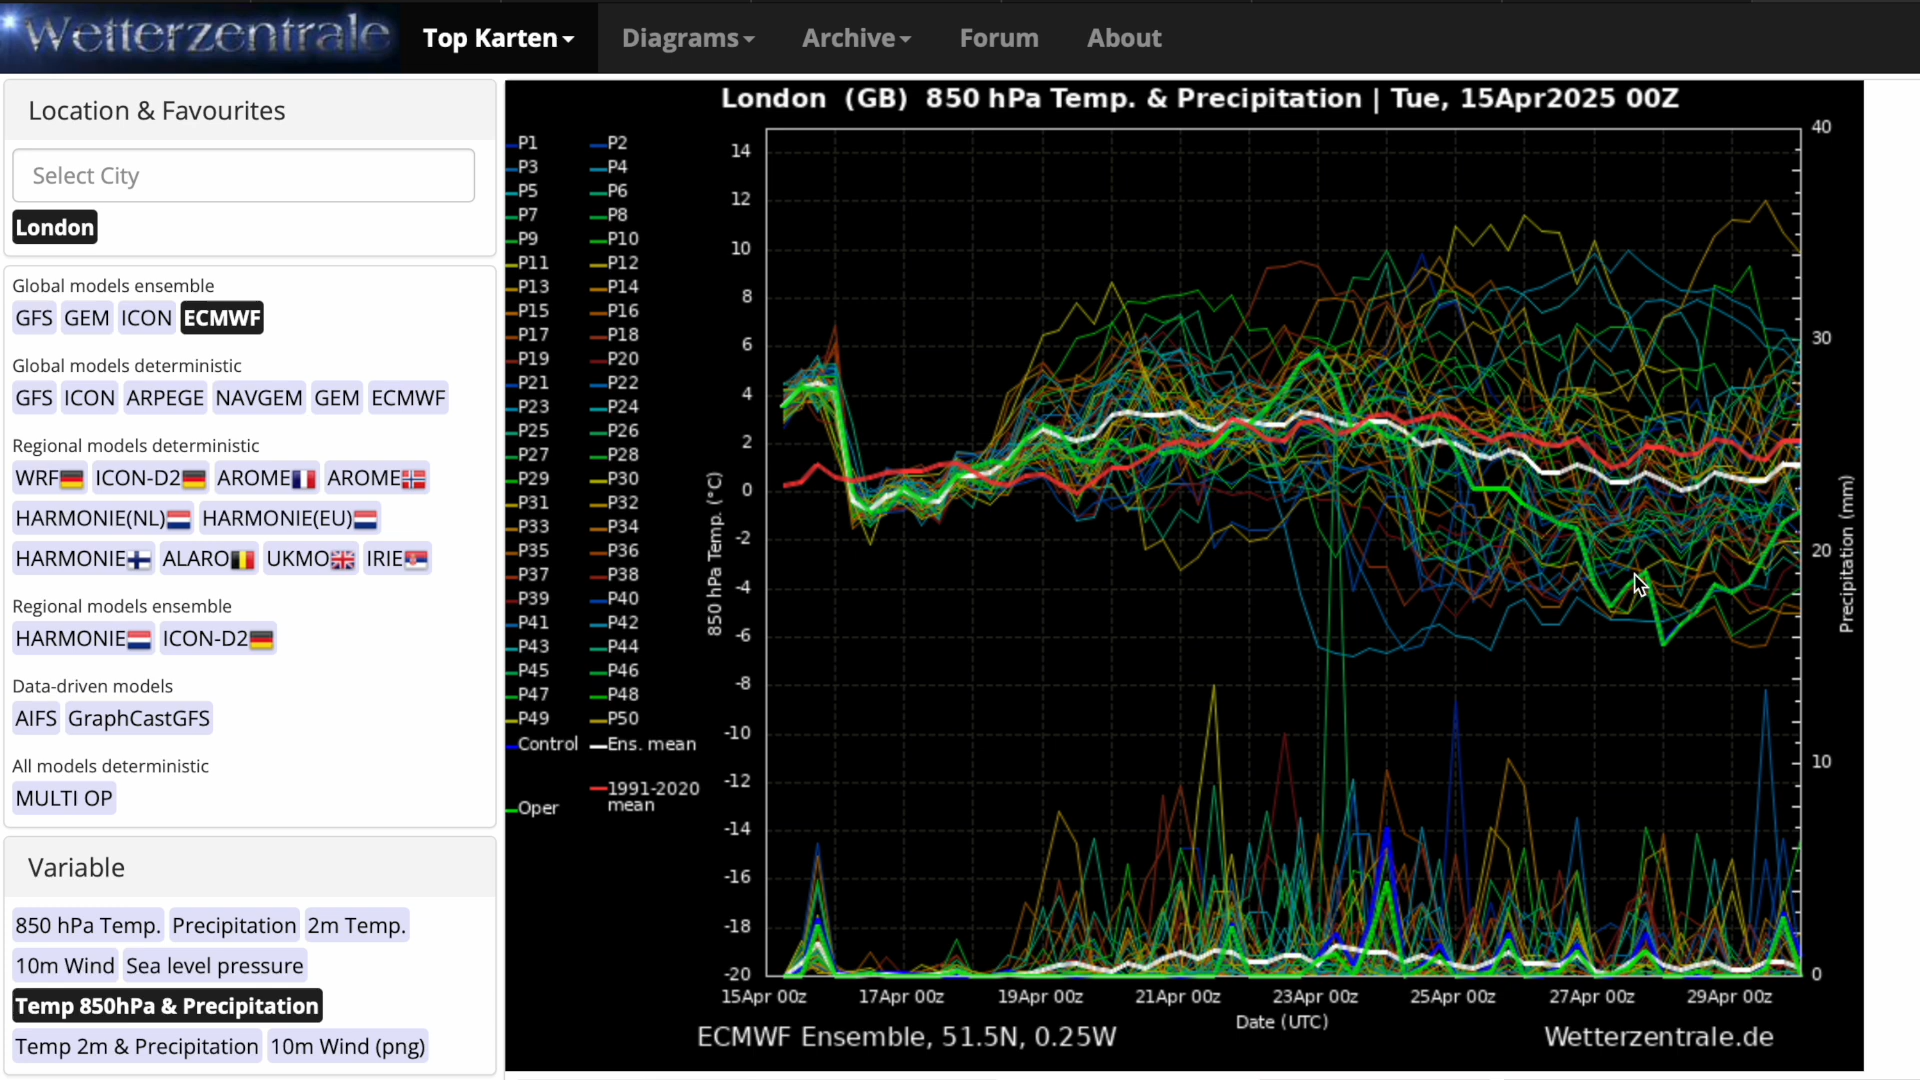 Wetterzentrale Top Karten Diagrams Archive Forum About
Location & Favourites
Select City
London
Global models ensemble
GFS GEM ICON ECMWF
Global models deterministic
GFS ICON ARPEGE NAVGEM GEM ECMWF
Regional models deterministic
WRF ICON-D2 AROME AROME
HARMONIE(NL) HARMONIE(EU)
HARMONIE ALARO UKMO IRIE
Regional models ensemble
HARMONIE ICON-D2
Data-driven models
AIFS GraphCastGFS
All models deterministic
MULTI OP
Variable
850 hPa Temp. Precipitation 2m Temp.
10m Wind Sea level pressure
Temp 850hPa & Precipitation
Temp 2m & Precipitation 10m Wind (png)
London (GB) 850 hPa Temp. & Precipitation | Tue, 15Apr2025 00Z
P1 P2
P3 P4
P5 P6
P7 P8
P9 P10
P11 P12
P13 P14
P15 P16
P17 P18
P19 P20
P21 P22
P23 P24
P25 P26
P27 P28
P29 P30
P31 P32
P33 P34
P35 P36
P37 P38
P39 P40
P41 P42
P43 P44
P45 P46
P47 P48
P49 P50
Control Ens. mean
1991-2020
mean
Oper
850 hPa Temp. (°C)
14
12
10
8
6
4
2
0
-2
-4
-6
-8
-10
-12
-14
-16
-18
-20
40
30
20
10
0
Precipitation (mm)
15Apr 00z 17Apr 00z 19Apr 00z 21Apr 00z 23Apr 00z 25Apr 00z 27Apr 00z 29Apr 00z
Date (UTC)
ECMWF Ensemble, 51.5N, 0.25W
Wetterzentrale.de